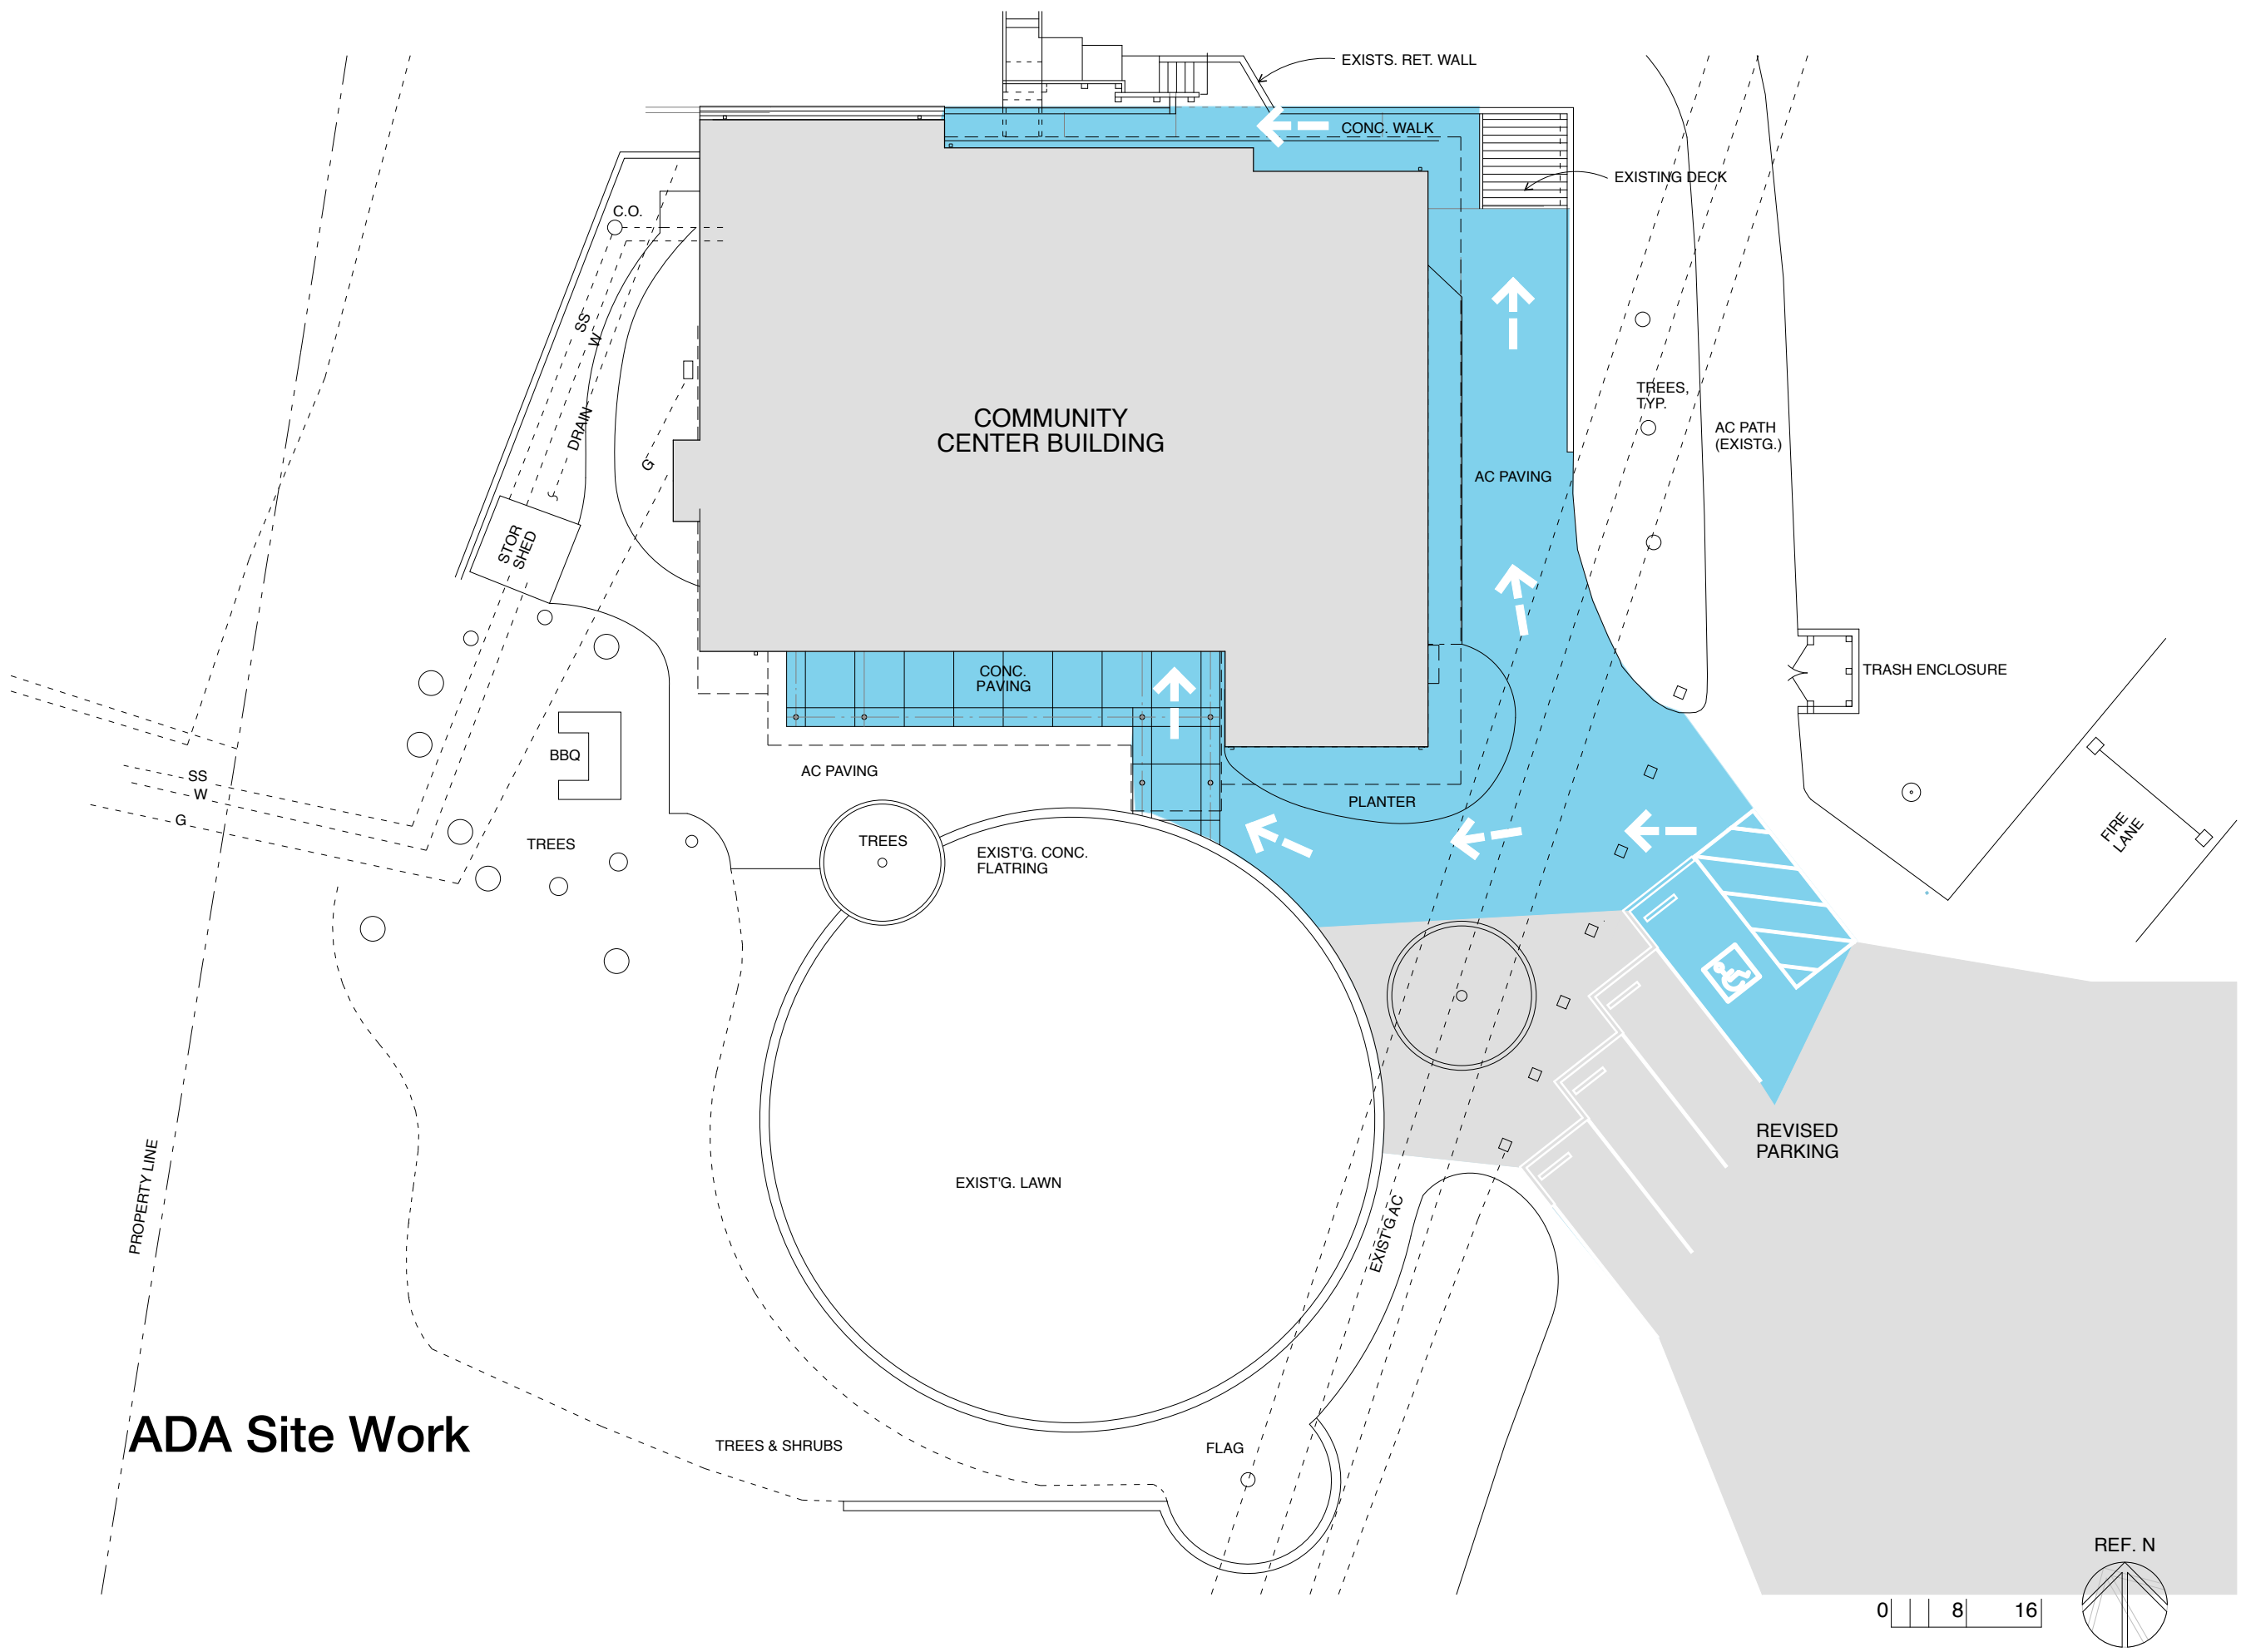 EXISTS. RET. WALL
CONC. WALK
EXISTING DECK
C.O.
SS
W
DRAIN
G
TREES,
TYP.
AC PATH
(EXISTG.)
COMMUNITY
CENTER BUILDING
AC PAVING
STOR
SHED
CONC.
PAVING
TRASH ENCLOSURE
BBQ
AC PAVING
SS
W
G
PLANTER
FIRE
LANE
TREES
TREES
EXIST'G. CONC.
FLATRING
REVISED
PARKING
PROPERTY LINE
EXIST'G. LAWN
EXIST'G AC
ADA Site Work
TREES & SHRUBS
FLAG
REF. N
0 8 16